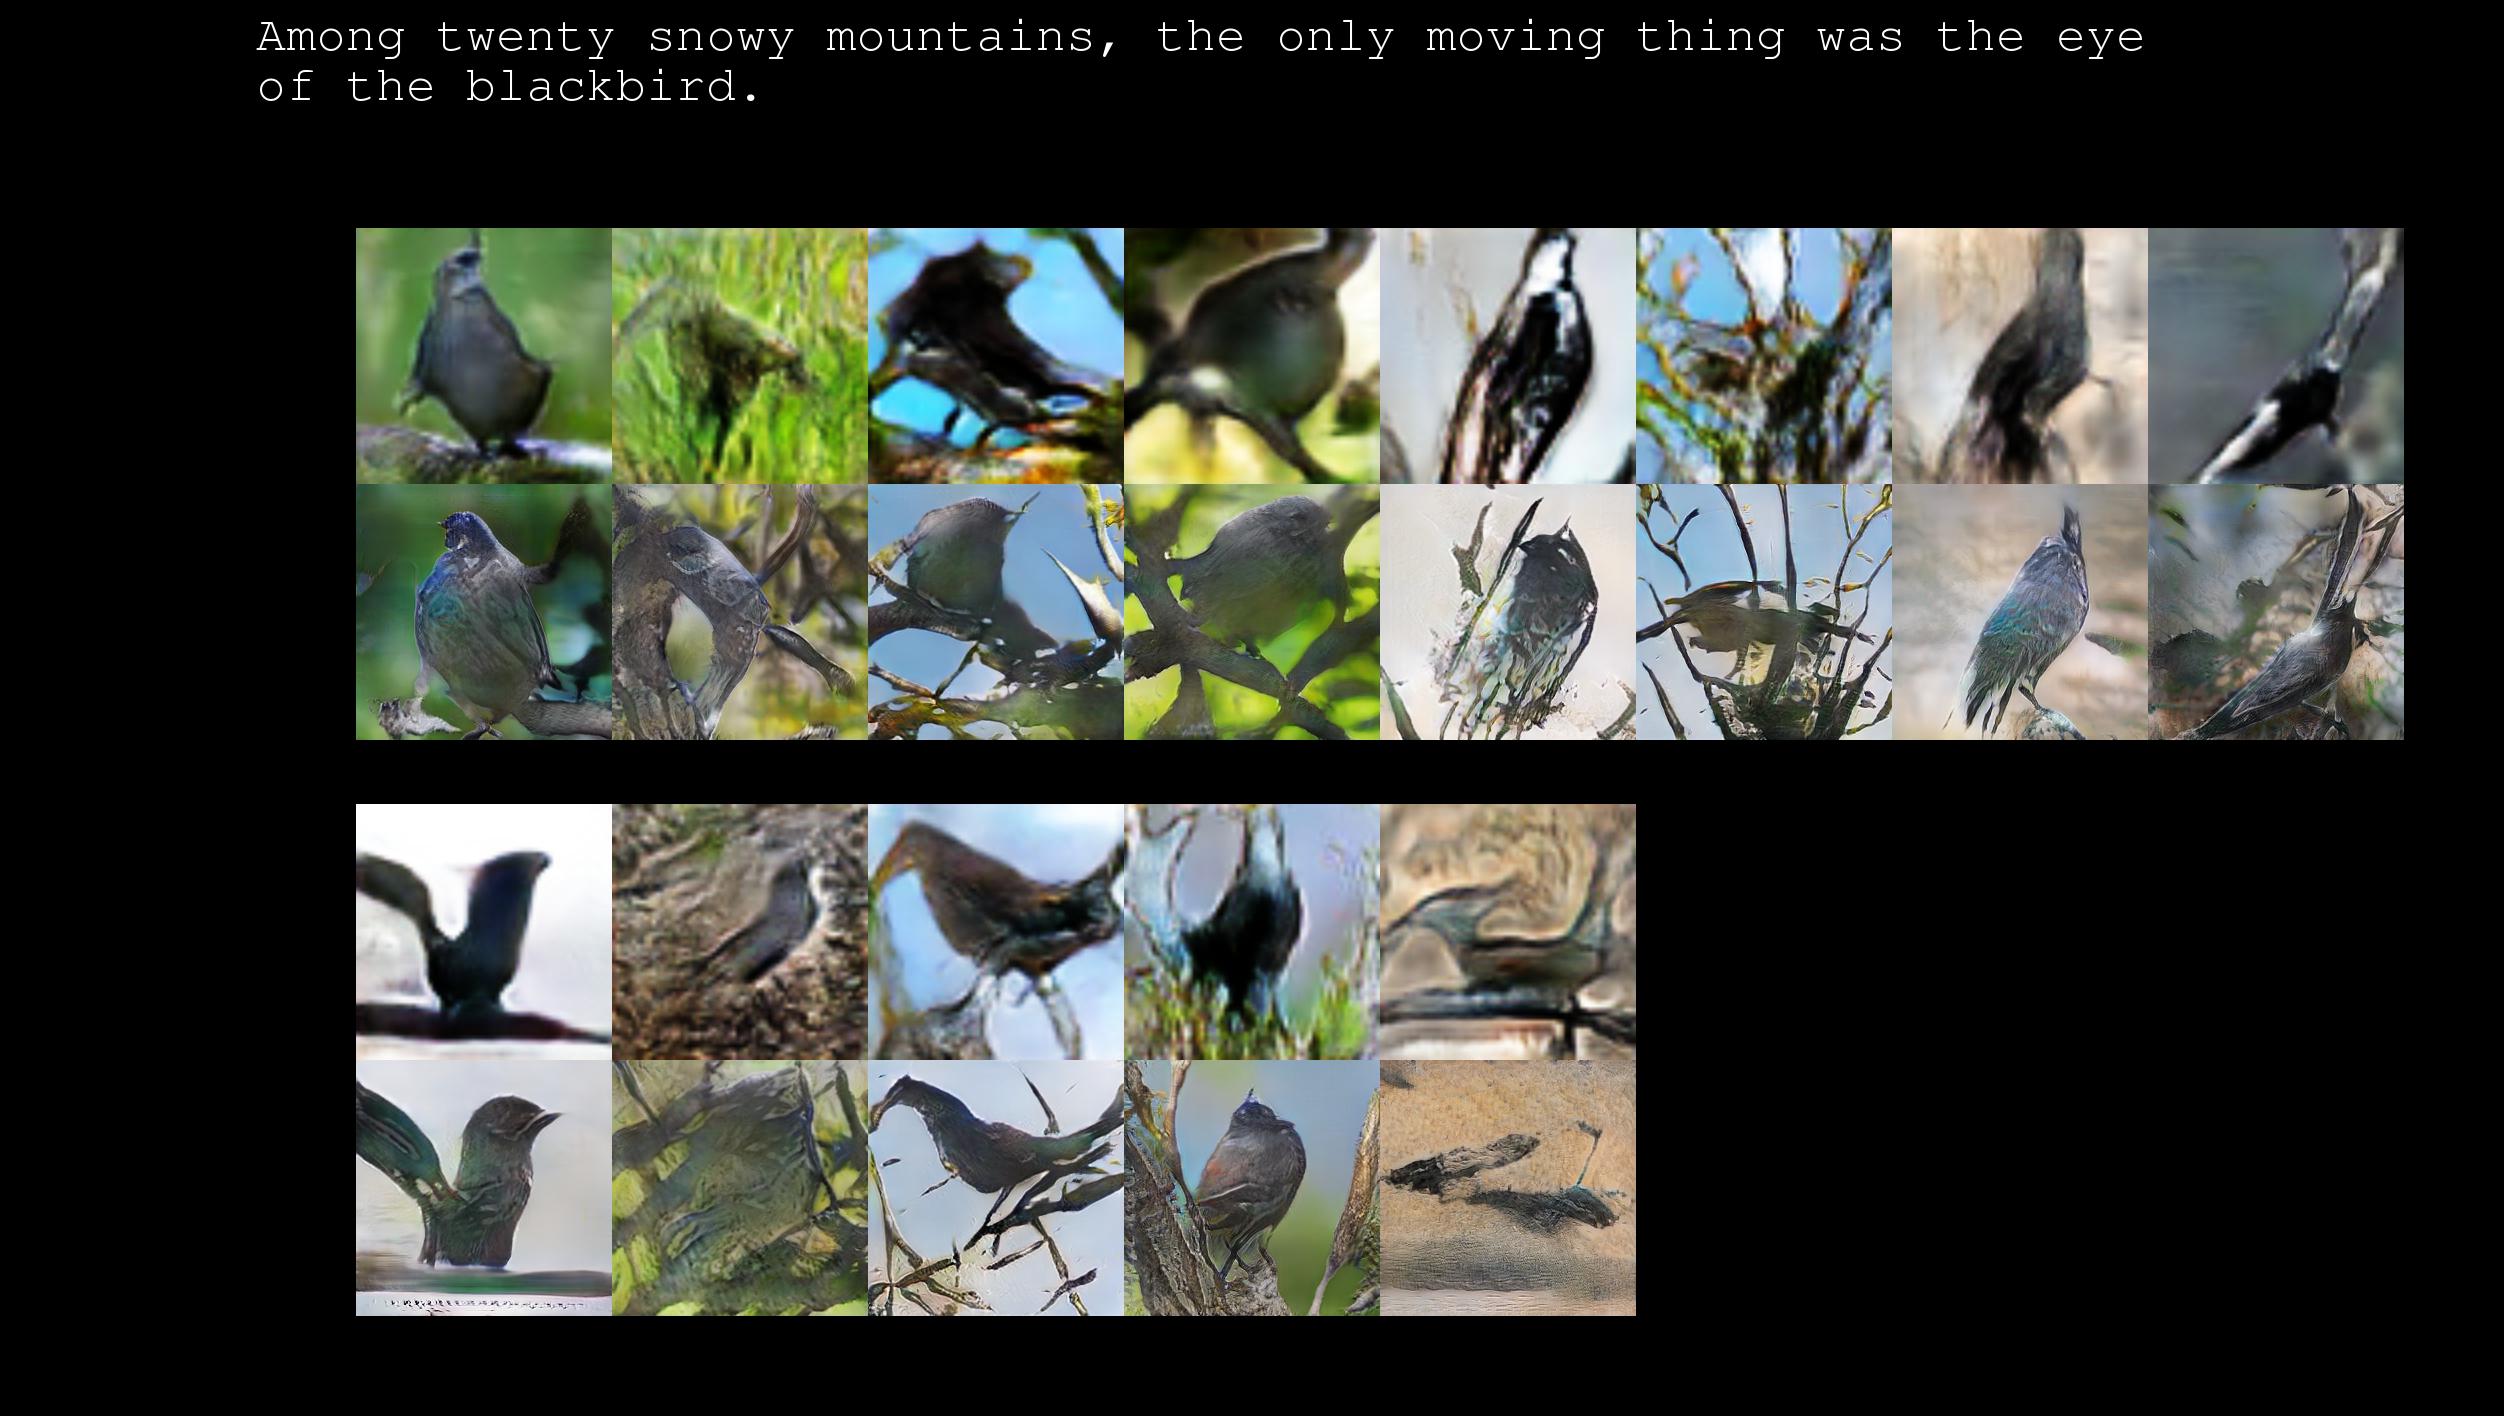 Among twenty snowy mountains, the only moving thing was the eye
of the blackbird.